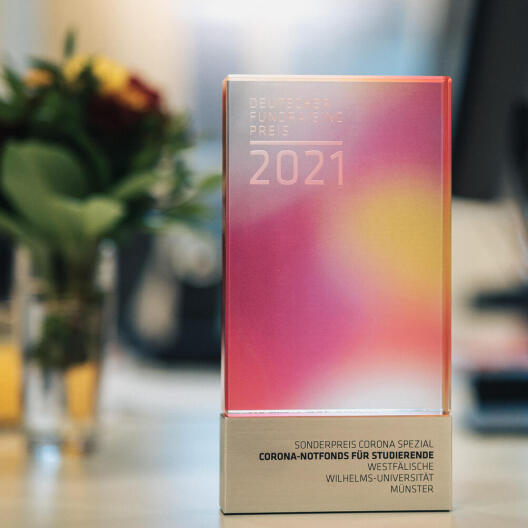 DEUTSCHER
FUNDRAISING
PREIS
2021
SONDERPREIS CORONA SPEZIAL
CORONA-NOTFONDS FÜR STUDIERENDE
WESTFÄLISCHE
WILHELMS-UNIVERSITÄT
MÜNSTER